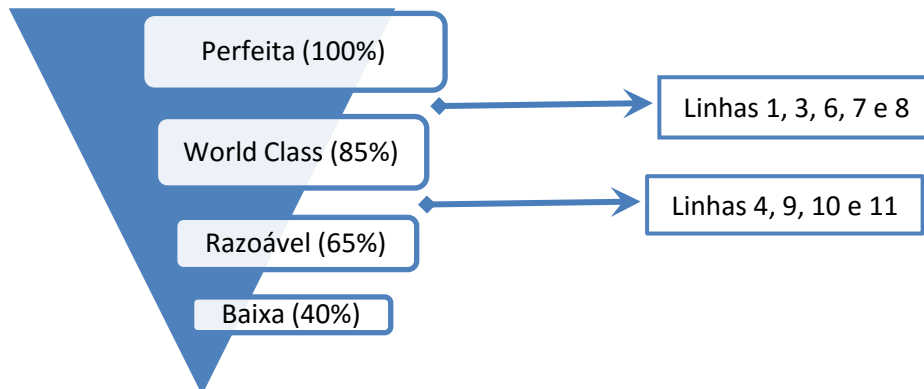 Perfeita (100%)
Linhas 1, 3, 6, 7 e 8
World Class (85%)
Linhas 4, 9, 10 e 11
Razoável (65%)
Baixa (40%)